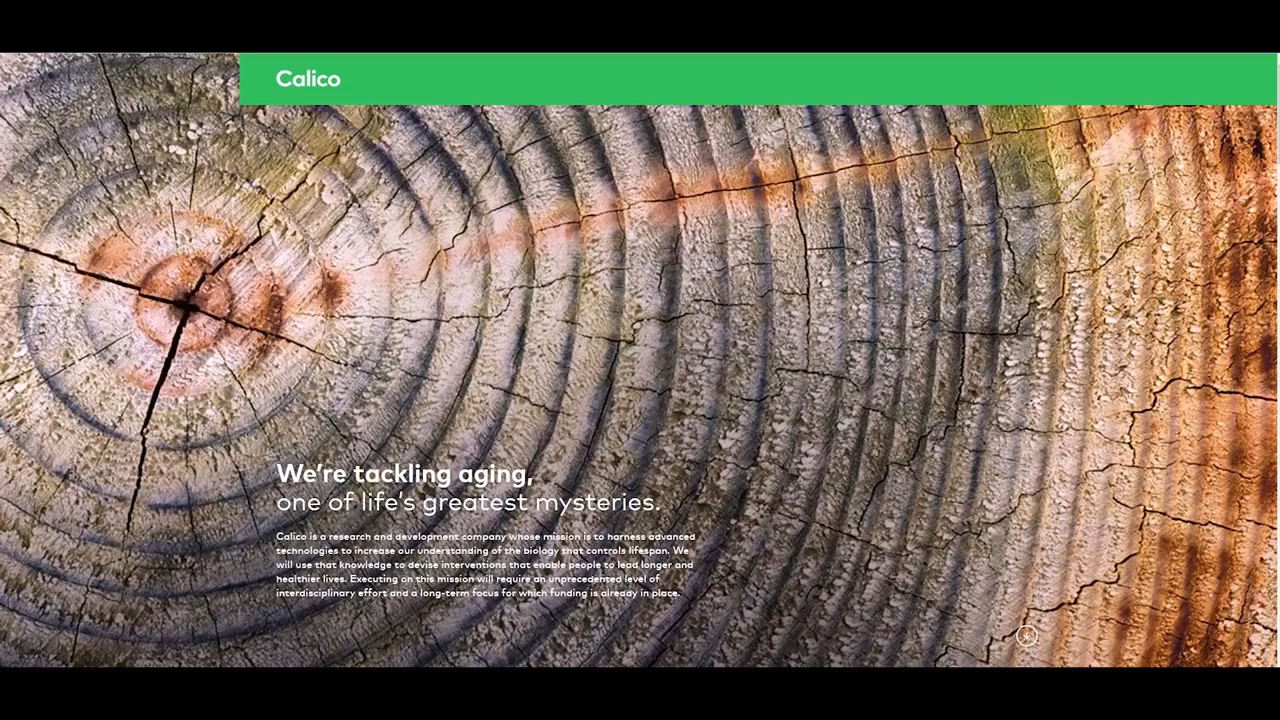 Calico
We're tackling aging,
one of life's greatest mysteries.
Calico is a research and development company whose mission is to harness advanced
technologies to increase our understanding of the biology that controls lifespan. We
will use that knowledge to devise interventions that enable people to lead longer and
healthier lives. Executing on this mission will require an unprecedented level of
interdisciplinary effort and a long-term focus for which funding is already in place.